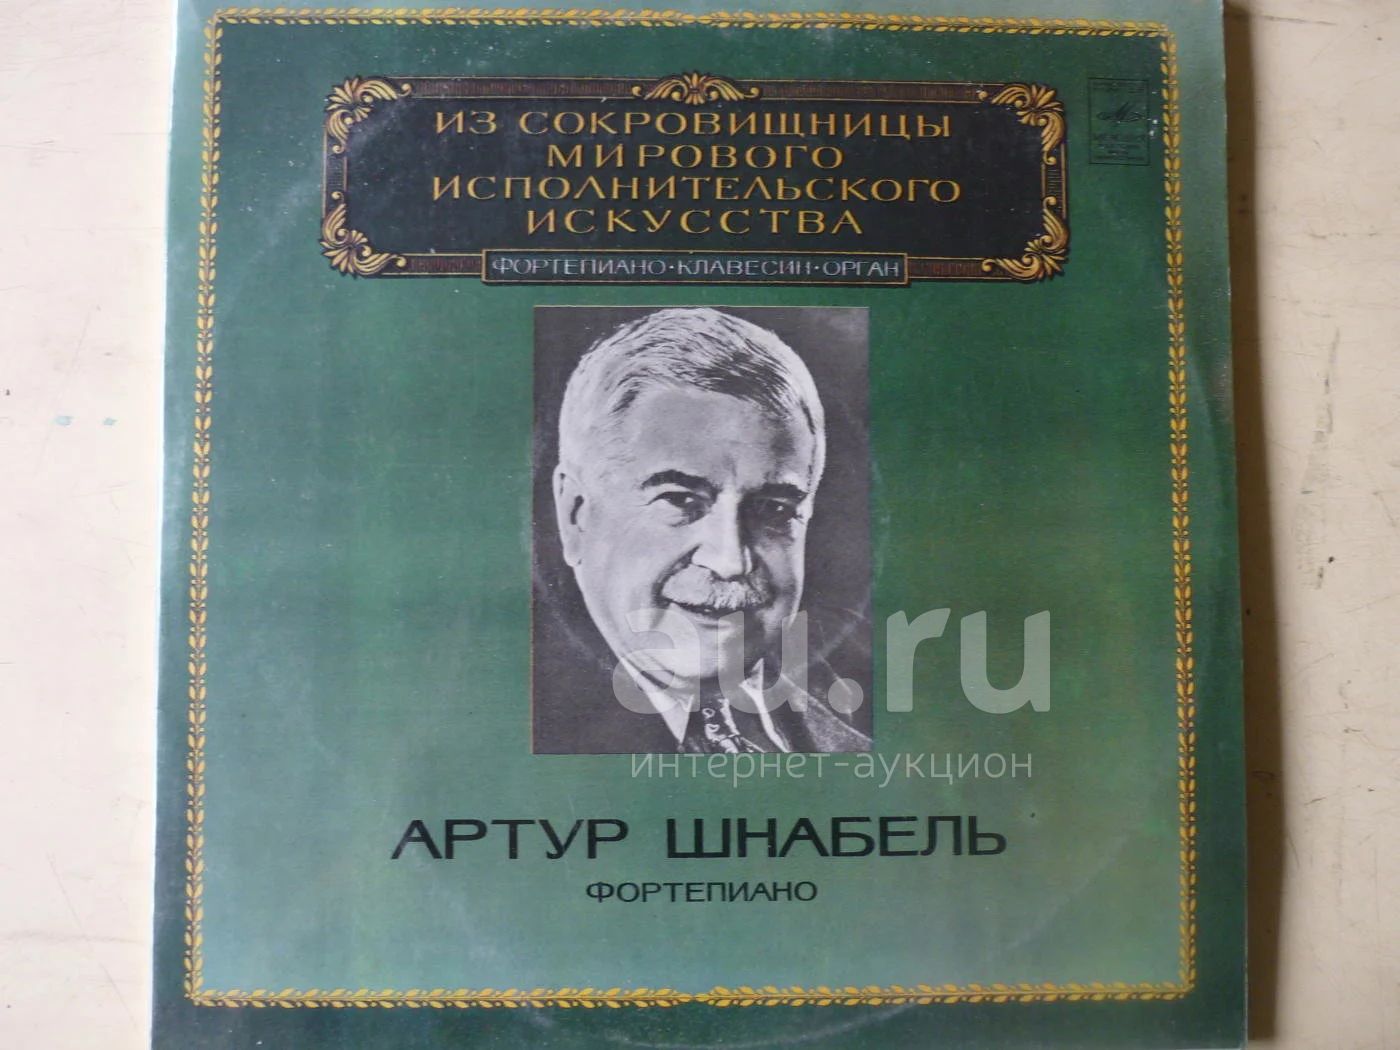 ИЗ СОКРОВИЩНИЦЫ
МИРОВОГО
ИСПОЛНИТЕЛЬСКОГО
ИСКУССТВА
ФОРТЕПИАНО·КЛАВЕСИН·ОРГАН
au.ru
интернет-аукцион
АРТУР ШНАБЕЛЬ
ФОРТЕПИАНО